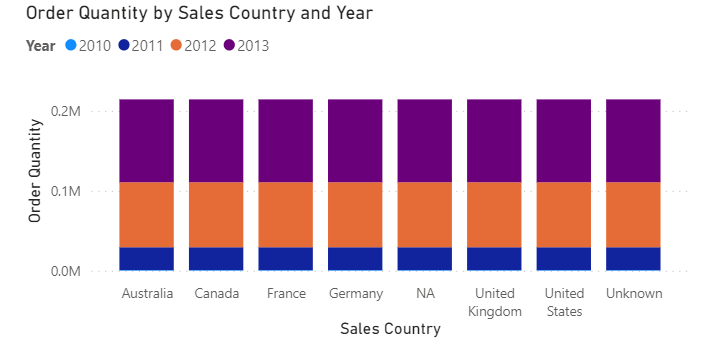 Order Quantity by Sales Country and Year
Year 2010 2011 2012 2013
Order Quantity
0.2M
0.1M
0.0M
Australia Canada France Germany NA United Kingdom United States Unknown
Sales Country